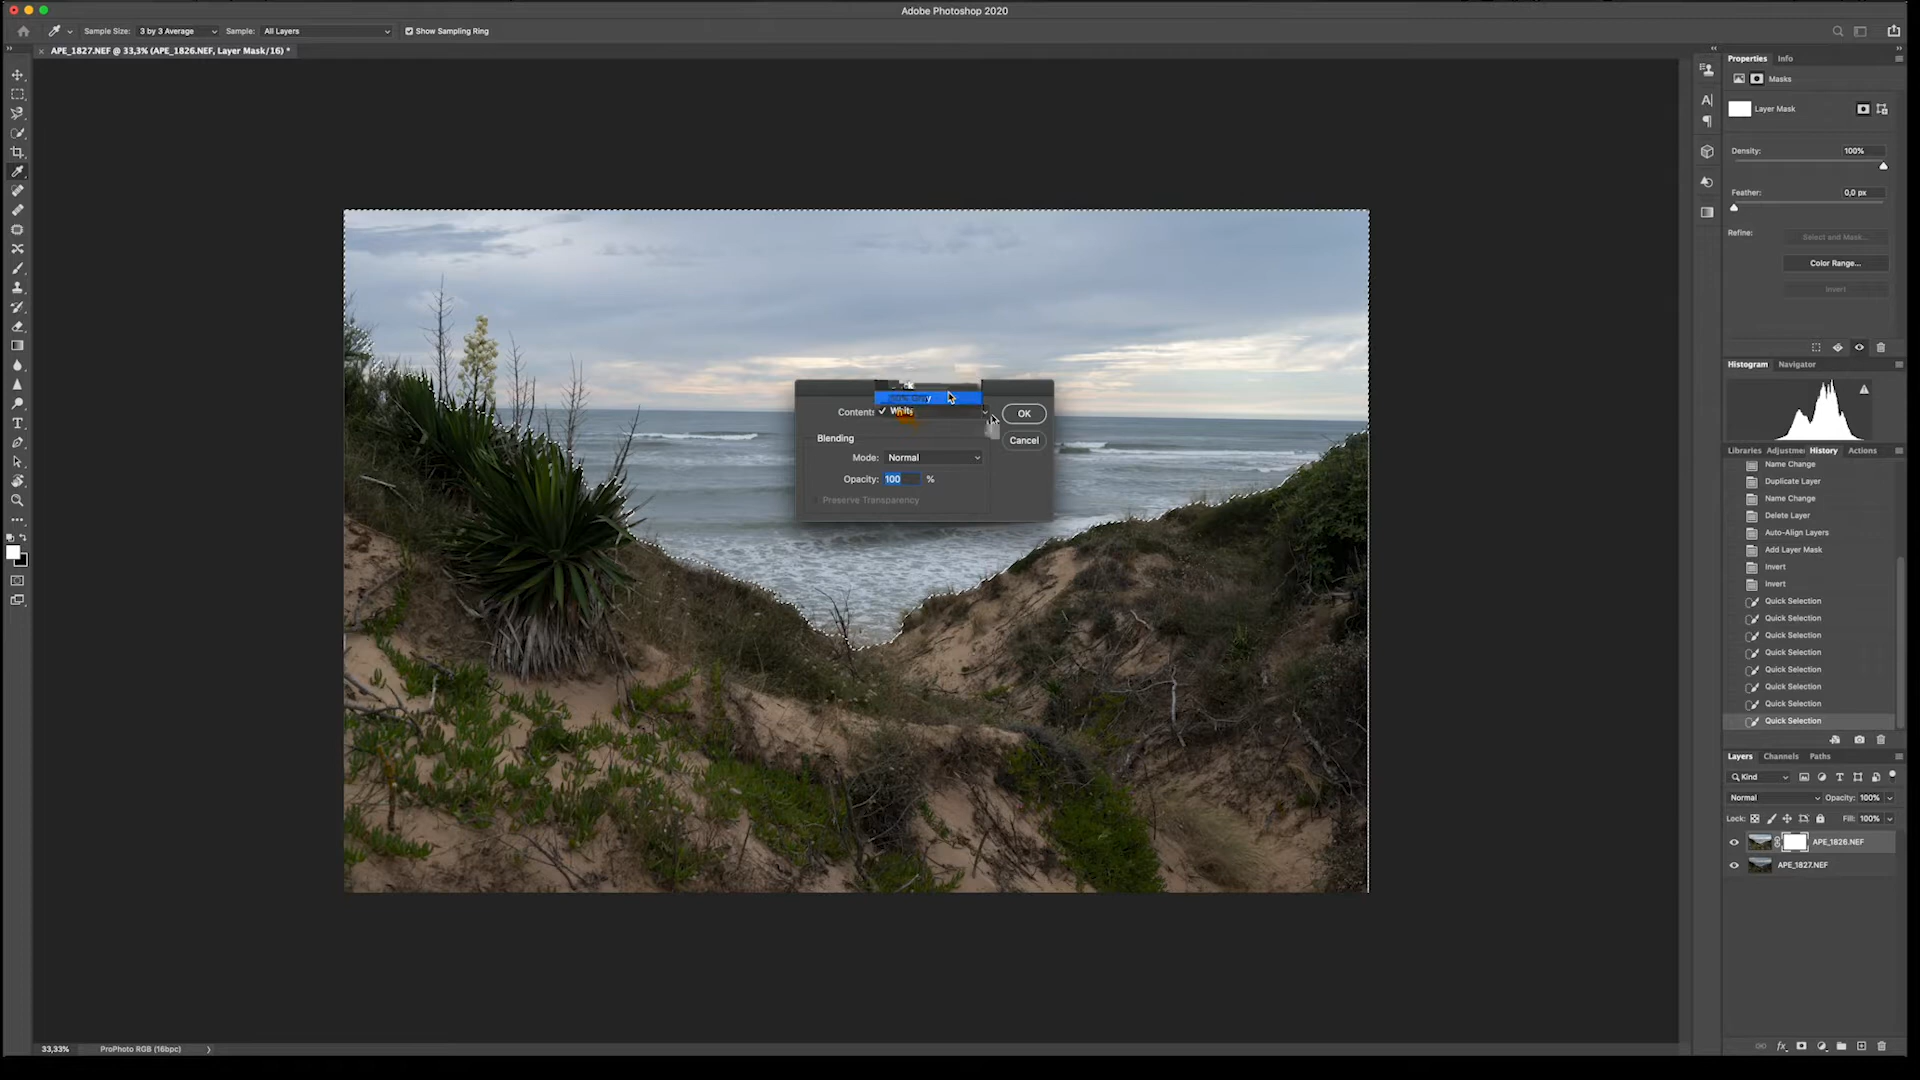 Adobe Photoshop 2020
Sample Size: 3 by 3 Average Sample: All Layers Show Sampling Ring
APE_1827.NEF @ 33,3% (APE_1826.NEF, Layer Mask/16) *
Properties Info
Masks
Layer Mask
Density: 100%
Feather: 0,0 px
Refine: Select and Mask...
Color Range...
Invert
Histogram Navigator
Contents White OK
Cancel
Blending
Mode: Normal
Opacity: 100 %
Preserve Transparency
Libraries Adjustme History Actions
Name Change
Duplicate Layer
Name Change
Delete Layer
Auto-Align Layers
Add Layer Mask
Invert
Invert
Quick Selection
Quick Selection
Quick Selection
Quick Selection
Quick Selection
Quick Selection
Quick Selection
Quick Selection
Layers Channels Paths
Kind
Normal Opacity: 100%
Lock: Fill: 100%
APE_1826.NEF
APE_1827.NEF
33,33% ProPhoto RGB (16bpc)